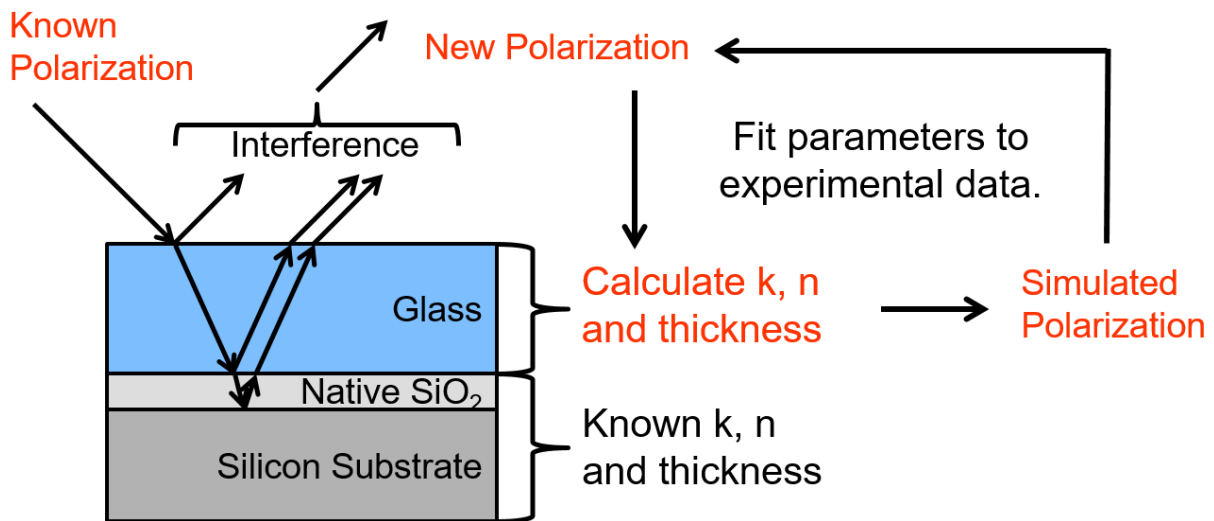 Known
Polarization
New Polarization
Interference
Fit parameters to
experimental data.
Glass
Calculate k, n
and thickness
Simulated
Polarization
Native SiO₂
Silicon Substrate
Known k, n
and thickness